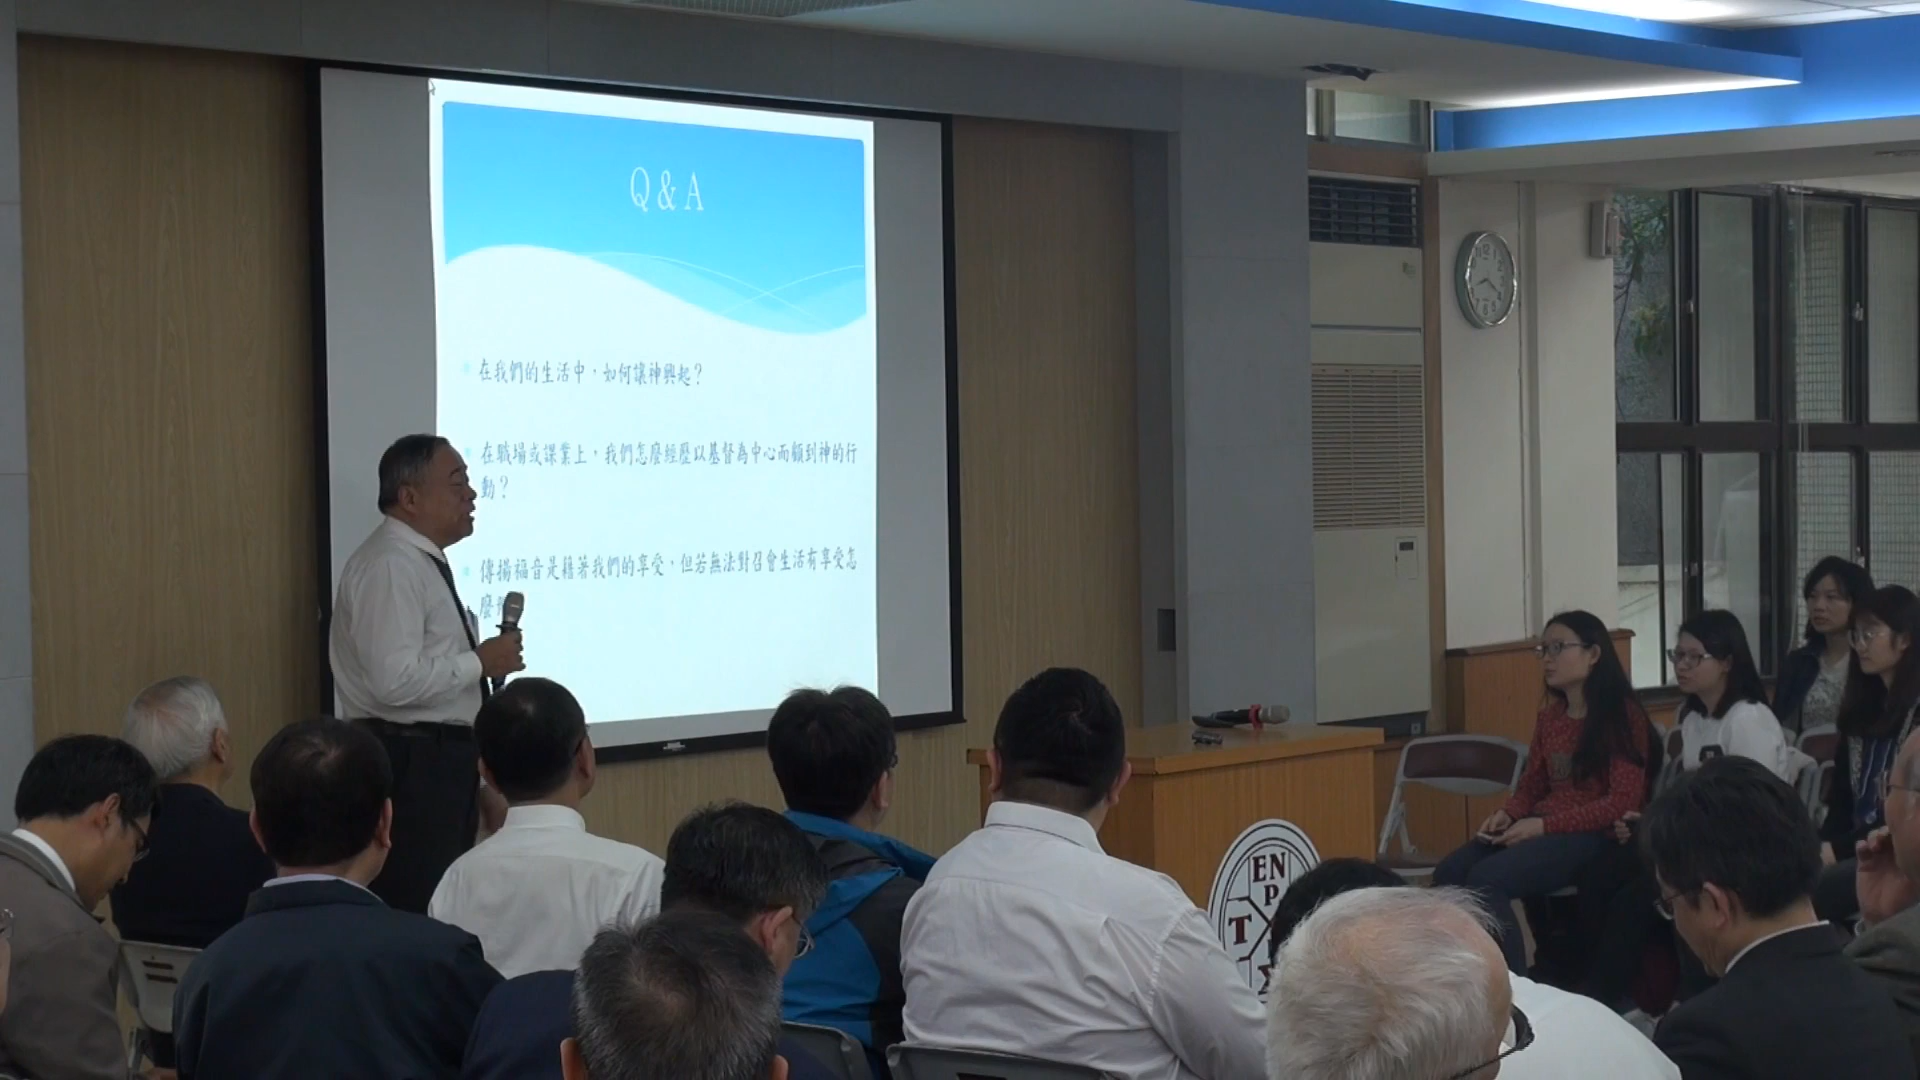 Q & A
在我們的生活中,如何讓神興起?
在職場或課業上,我們怎麼經歷以基督為中心而顧到神的行
動?
傳揚福音是藉著我們的享受,但若無法對召會生活有享受怎
麼
EN
P
T